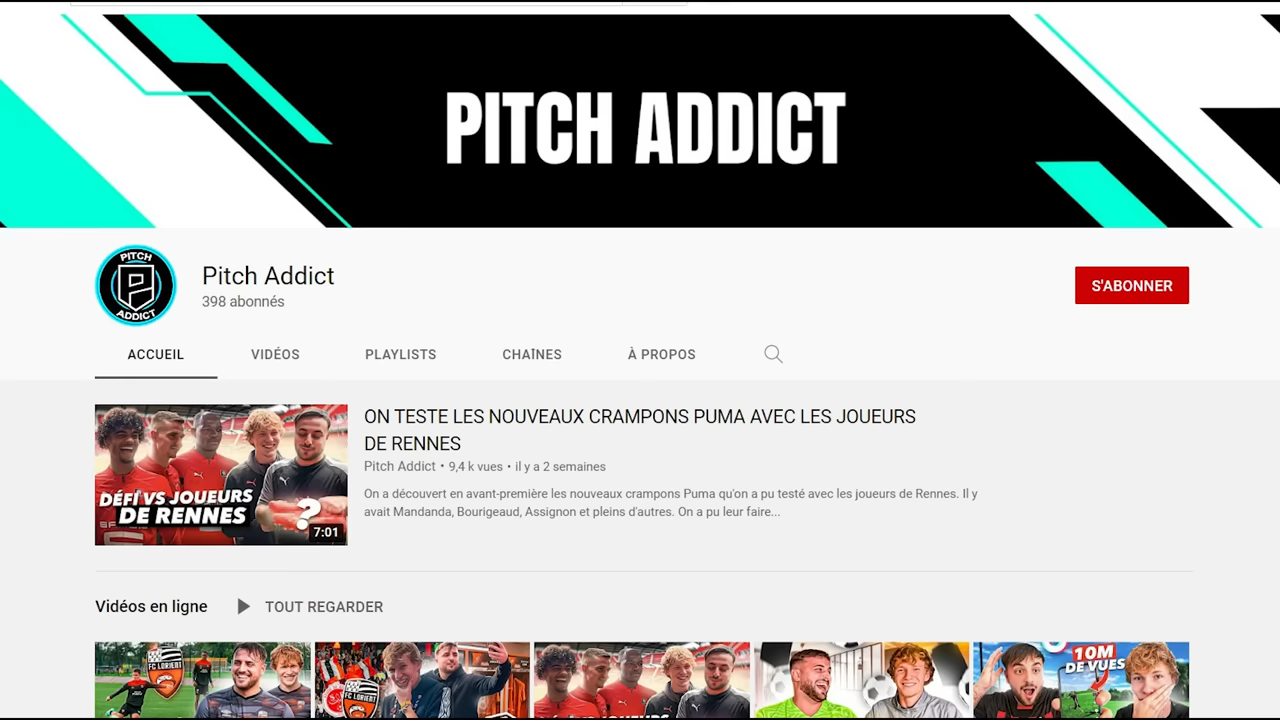 PITCH ADDICT
PITCH
ADDICT
Pitch Addict
398 abonnés
S'ABONNER
ACCUEIL
VIDÉOS
PLAYLISTS
CHAÎNES
À PROPOS
DÉFI VS JOUEURS
DE RENNES
?
7:01
ON TESTE LES NOUVEAUX CRAMPONS PUMA AVEC LES JOUEURS
DE RENNES
Pitch Addict • 9,4 k vues • il y a 2 semaines
On a découvert en avant-première les nouveaux crampons Puma qu'on a pu testé avec les joueurs de Rennes. Il y
avait Mandanda, Bourigeaud, Assignon et pleins d'autres. On a pu leur faire...
Vidéos en ligne
TOUT REGARDER
FC LORIENT
10M
DE VUES